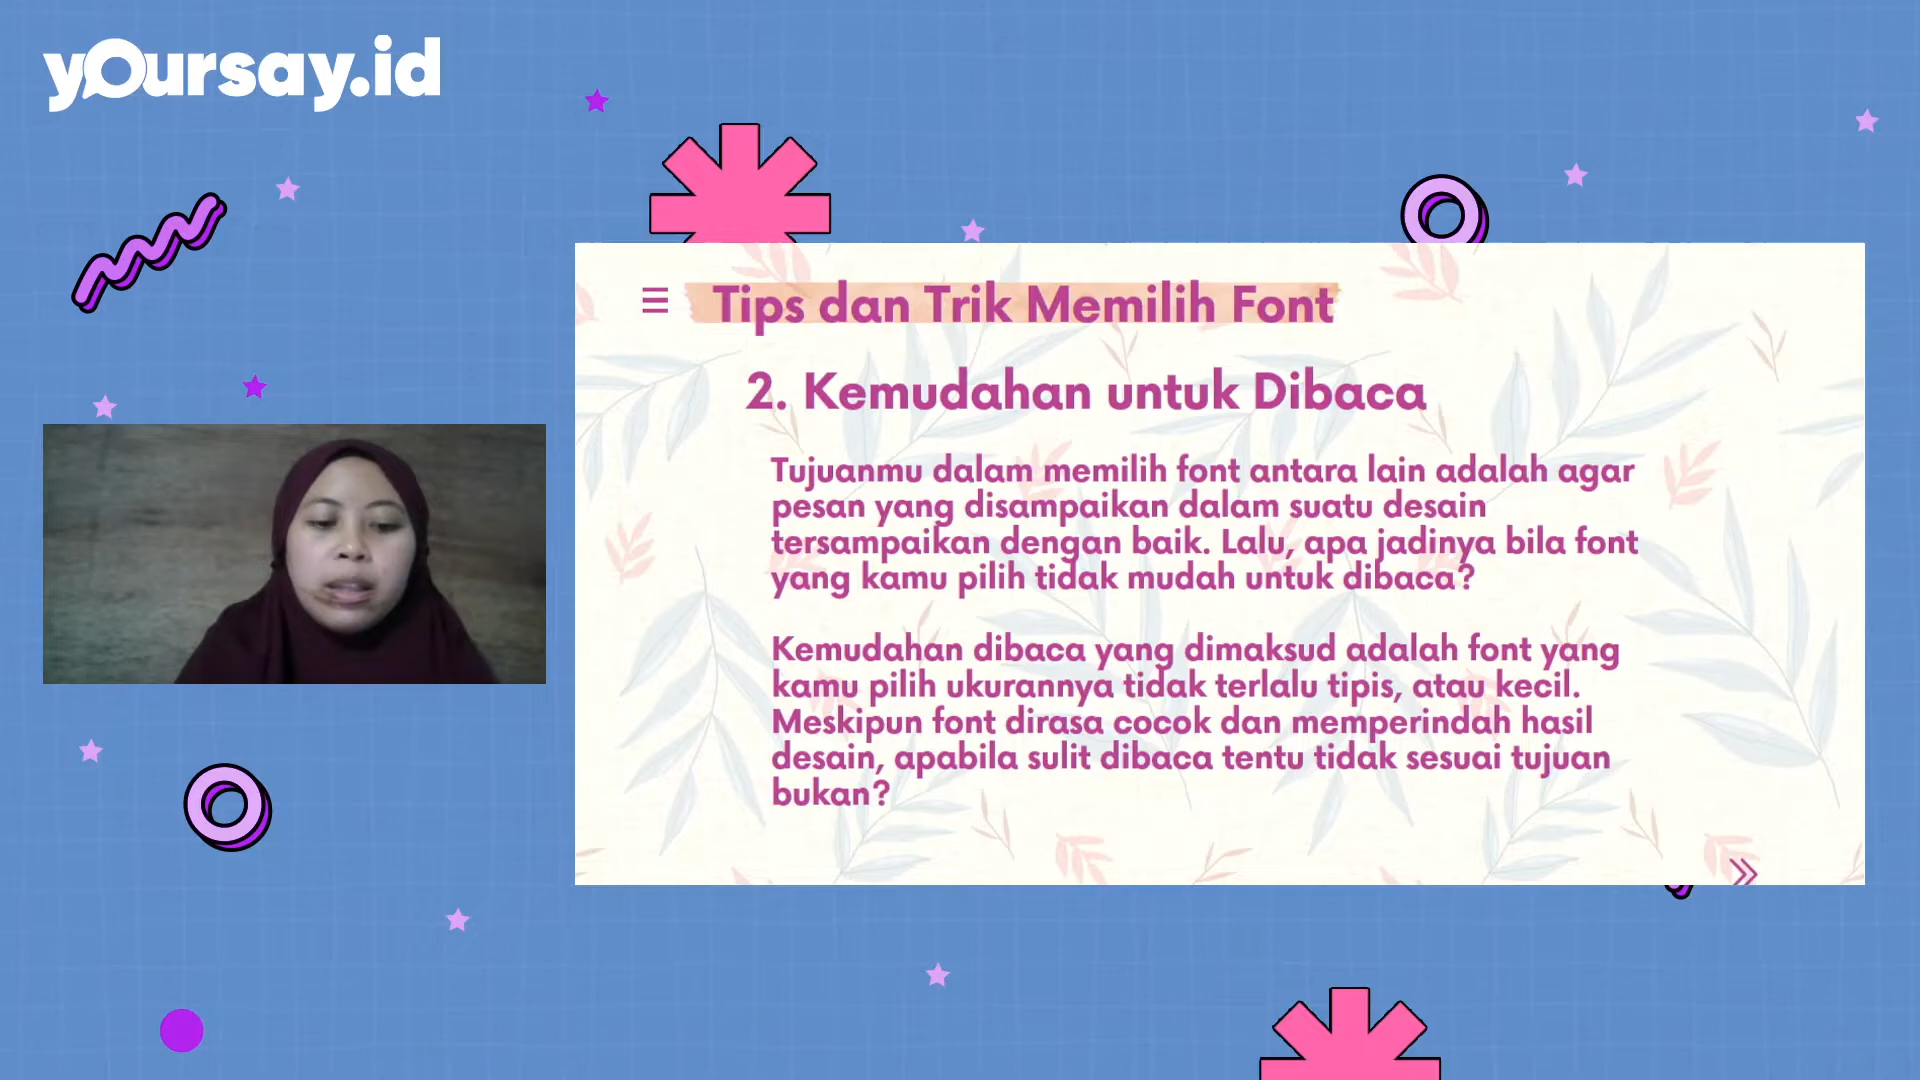 yoursay.id
Tips dan Trik Memilih Font
2. Kemudahan untuk Dibaca
Tujuanmu dalam memilih font antara lain adalah agar
pesan yang disampaikan dalam suatu desain
tersampaikan dengan baik. Lalu, apa jadinya bila font
yang kamu pilih tidak mudah untuk dibaca?
Kemudahan dibaca yang dimaksud adalah font yang
kamu pilih ukurannya tidak terlalu tipis, atau kecil.
Meskipun font dirasa cocok dan memperindah hasil
desain, apabila sulit dibaca tentu tidak sesuai tujuan
bukan?